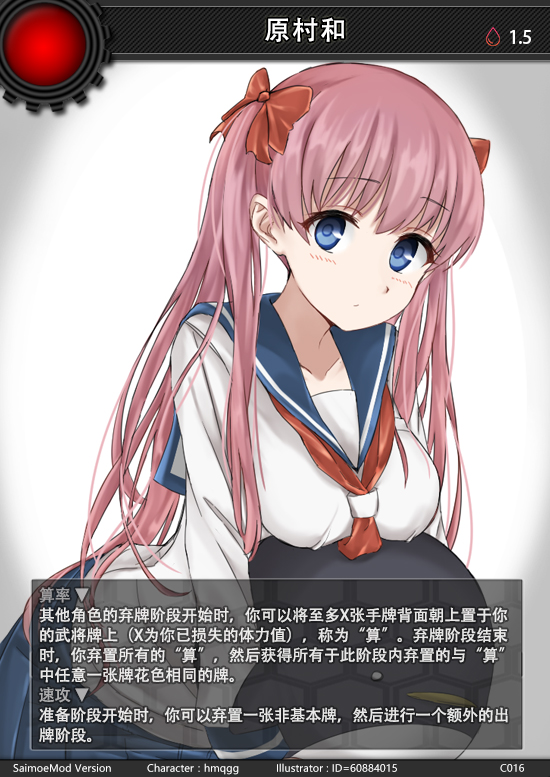 原村和
1.5
算率 ▼
其他角色的弃牌阶段开始时，你可以将至多X张手牌背面朝上置于你
的武将牌上（X为你已损失的体力值），称为“算”。弃牌阶段结束
时，你弃置所有的“算”，然后获得所有于此阶段内弃置的与“算”
中任意一张牌花色相同的牌。
速攻 ▼
准备阶段开始时，你可以弃置一张非基本牌，然后进行一个额外的出
牌阶段。
SaimoeMod Version Character : hmqgg Illustrator : ID=60884015 C016